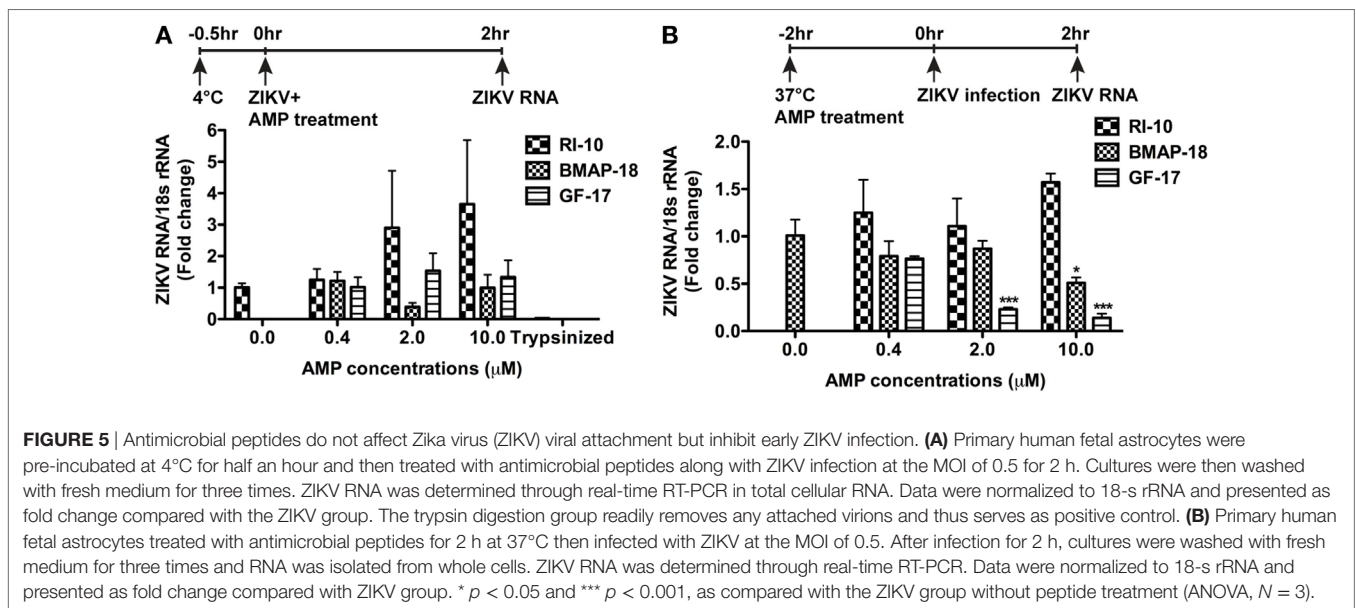 A
-0.5hr 0hr 2hr
4°C ZIKV+ ZIKV RNA
AMP treatment
ZIKV RNA/18s rRNA
(Fold change)
6
5
4
3
2
1
0
RI-10
BMAP-18
GF-17
0.0 0.4 2.0 10.0 Trypsinized
AMP concentrations (μM)
B
-2hr 0hr 2hr
37°C ZIKV infection ZIKV RNA
AMP treatment
ZIKV RNA/18s rRNA
(Fold change)
2.0
1.5
1.0
0.5
0.0
RI-10
BMAP-18
GF-17
***
*
***
0.0 0.4 2.0 10.0
AMP concentrations (μM)
FIGURE 5 | Antimicrobial peptides do not affect Zika virus (ZIKV) viral attachment but inhibit early ZIKV infection. (A) Primary human fetal astrocytes were
pre-incubated at 4°C for half an hour and then treated with antimicrobial peptides along with ZIKV infection at the MOI of 0.5 for 2 h. Cultures were then washed
with fresh medium for three times. ZIKV RNA was determined through real-time RT-PCR in total cellular RNA. Data were normalized to 18-s rRNA and presented as
fold change compared with the ZIKV group. The trypsin digestion group readily removes any attached virions and thus serves as positive control. (B) Primary human
fetal astrocytes treated with antimicrobial peptides for 2 h at 37°C then infected with ZIKV at the MOI of 0.5. After infection for 2 h, cultures were washed with fresh
medium for three times and RNA was isolated from whole cells. ZIKV RNA was determined through real-time RT-PCR. Data were normalized to 18-s rRNA and
presented as fold change compared with ZIKV group. * p < 0.05 and *** p < 0.001, as compared with the ZIKV group without peptide treatment (ANOVA, N = 3).